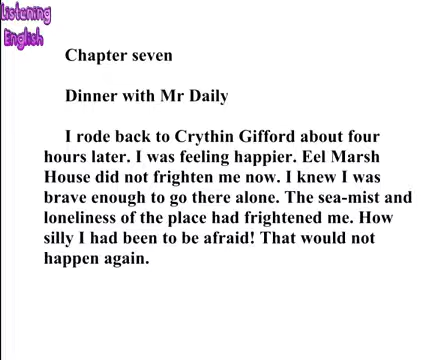 Listening
English
Chapter seven
Dinner with Mr Daily
I rode back to Crythin Gifford about four
hours later. I was feeling happier. Eel Marsh
House did not frighten me now. I knew I was
brave enough to go there alone. The sea-mist and
loneliness of the place had frightened me. How
silly I had been to be afraid! That would not
happen again.